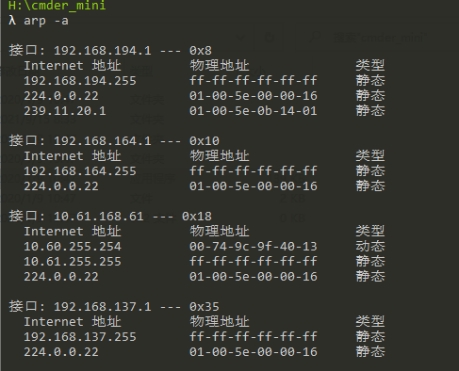 H:\cmder_mini
λ arp -a
接口: 192.168.194.1 --- 0x8
Internet 地址 物理地址 类型
192.168.194.255 ff-ff-ff-ff-ff-ff 静态
224.0.0.22 01-00-5e-00-00-16 静态
239.11.20.1 01-00-5e-0b-14-01 静态
接口: 192.168.164.1 --- 0x10
Internet 地址 物理地址 类型
192.168.164.255 ff-ff-ff-ff-ff-ff 静态
224.0.0.22 01-00-5e-00-00-16 静态
接口: 10.61.168.61 --- 0x18
Internet 地址 物理地址 类型
10.60.255.254 00-74-9c-9f-40-13 动态
10.61.255.255 ff-ff-ff-ff-ff-ff 静态
224.0.0.22 01-00-5e-00-00-16 静态
接口: 192.168.137.1 --- 0x35
Internet 地址 物理地址 类型
192.168.137.255 ff-ff-ff-ff-ff-ff 静态
224.0.0.22 01-00-5e-00-00-16 静态